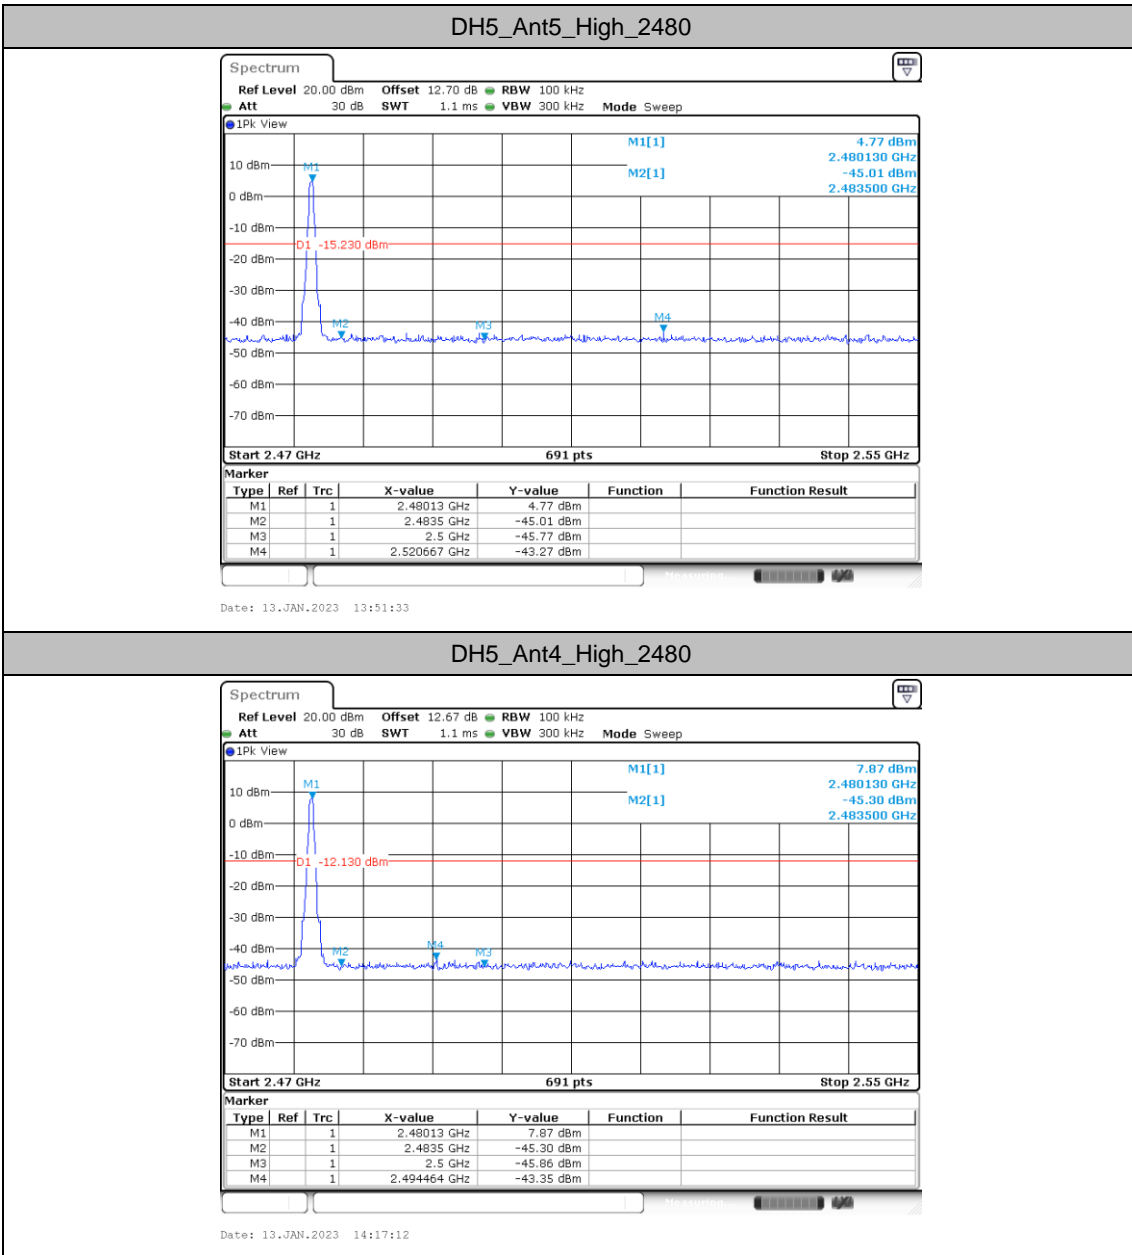 DH5_Ant5_High_2480
Spectrum
Ref Level 20.00 dBm Offset 12.70 dB RBW 100 kHz
Att 30 dB SWT 1.1 ms VBW 300 kHz Mode Sweep
1Pk View
M1[1] 4.77 dBm
2.480130 GHz
M2[1] -45.01 dBm
2.483500 GHz
10 dBm
M1
0 dBm
-10 dBm
D1 -15.230 dBm
-20 dBm
-30 dBm
-40 dBm
M2 M3 M4
-50 dBm
-60 dBm
-70 dBm
Start 2.47 GHz 691 pts Stop 2.55 GHz
Marker
Type Ref Trc X-value Y-value Function Function Result
M1 1 2.48013 GHz 4.77 dBm
M2 1 2.4835 GHz -45.01 dBm
M3 1 2.5 GHz -45.77 dBm
M4 1 2.520667 GHz -43.27 dBm
Measuring...
Date: 13.JAN.2023 13:51:33
DH5_Ant4_High_2480
Spectrum
Ref Level 20.00 dBm Offset 12.67 dB RBW 100 kHz
Att 30 dB SWT 1.1 ms VBW 300 kHz Mode Sweep
1Pk View
M1[1] 7.87 dBm
2.480130 GHz
M2[1] -45.30 dBm
2.483500 GHz
10 dBm
M1
0 dBm
-10 dBm
D1 -12.130 dBm
-20 dBm
-30 dBm
-40 dBm
M2 M4 M3
-50 dBm
-60 dBm
-70 dBm
Start 2.47 GHz 691 pts Stop 2.55 GHz
Marker
Type Ref Trc X-value Y-value Function Function Result
M1 1 2.48013 GHz 7.87 dBm
M2 1 2.4835 GHz -45.30 dBm
M3 1 2.5 GHz -45.86 dBm
M4 1 2.494464 GHz -43.35 dBm
Measuring...
Date: 13.JAN.2023 14:17:12